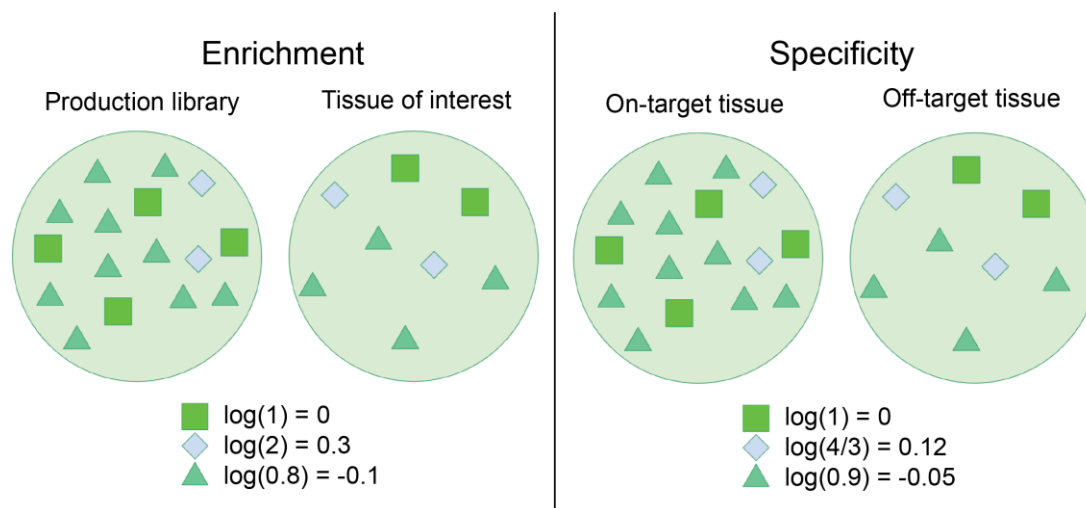 Enrichment
Production library
Tissue of interest
log(1) = 0
log(2) = 0.3
log(0.8) = -0.1
Specificity
On-target tissue
Off-target tissue
log(1) = 0
log(4/3) = 0.12
log(0.9) = -0.05